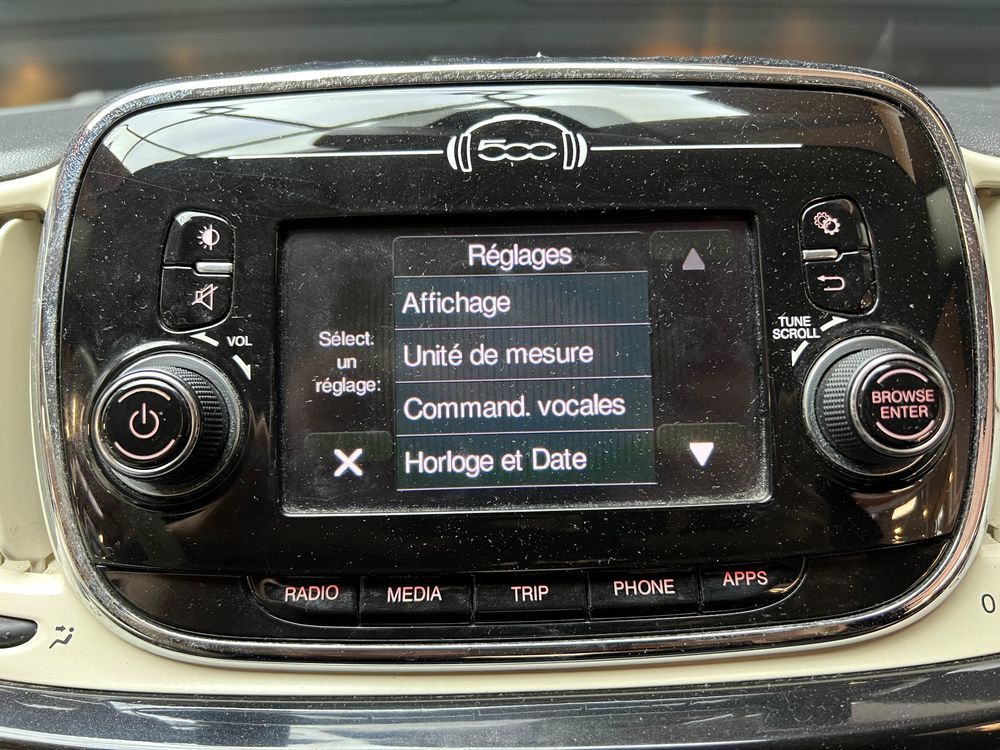 500
Réglages
Affichage
Sélect.
un
réglage:
Unité de mesure
Command. vocales
Horloge et Date
VOL
TUNE
SCROLL
BROWSE
ENTER
RADIO
MEDIA
TRIP
PHONE
APPS
0